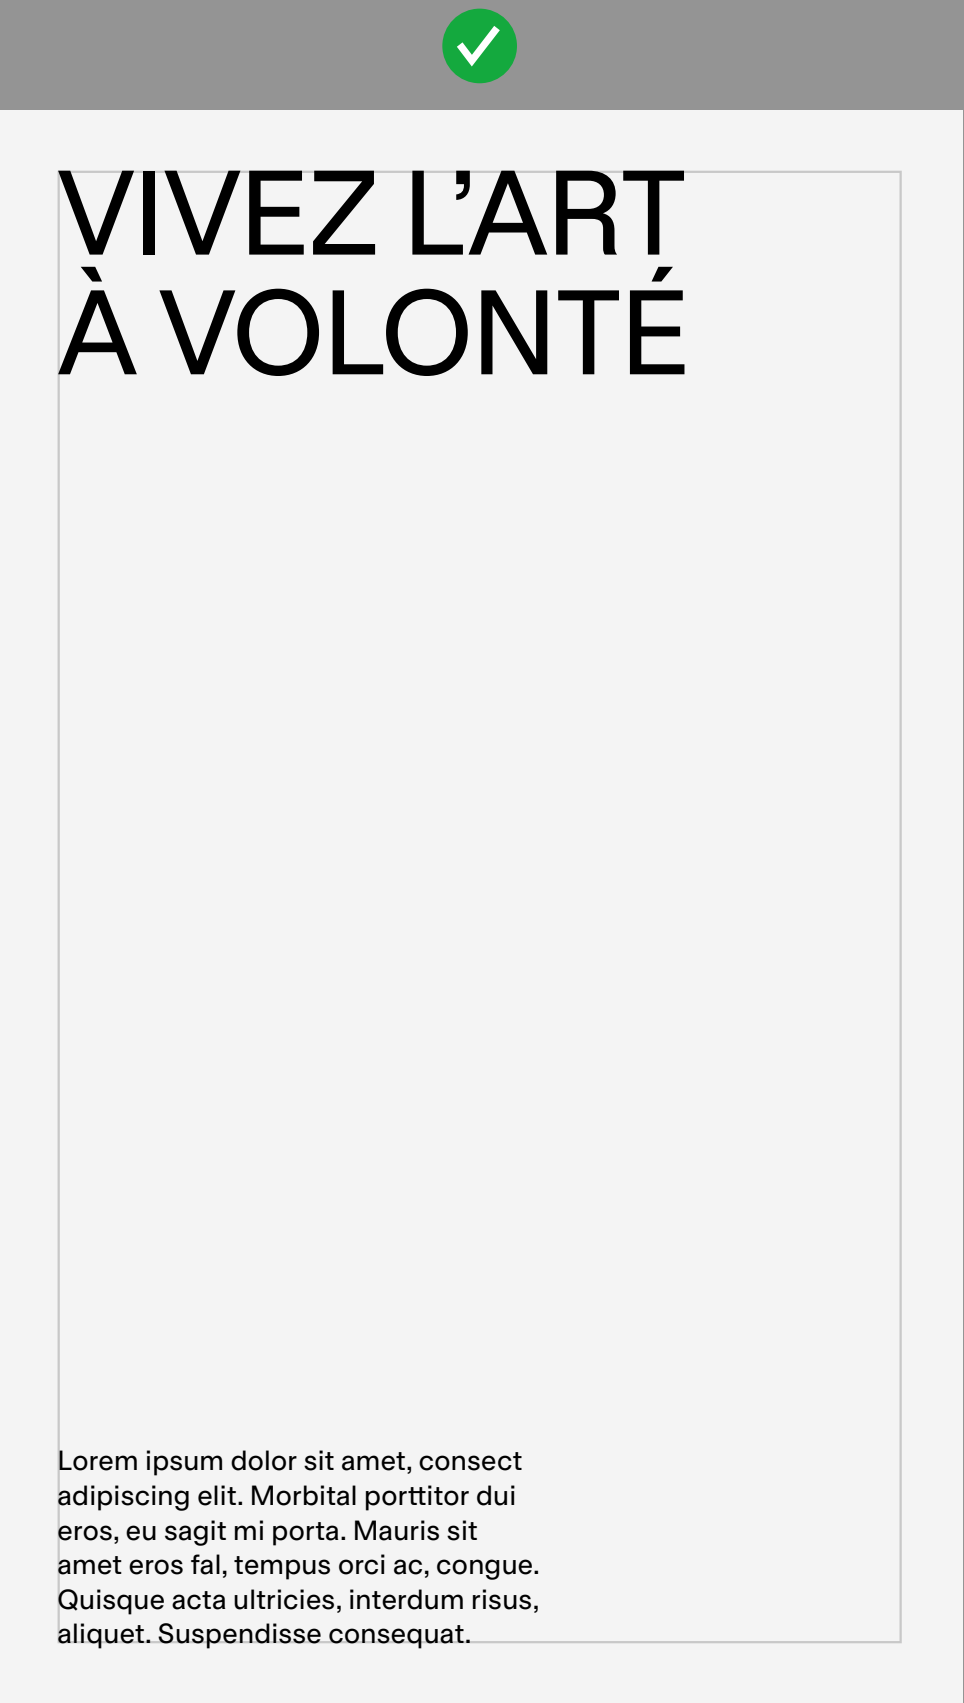 VIVEZ L’ART
À VOLONTÉ
Lorem ipsum dolor sit amet, consect
adipiscing elit. Morbital porttitor dui
eros, eu sagit mi porta. Mauris sit
amet eros fal, tempus orci ac, congue.
Quisque acta ultricies, interdum risus,
aliquet. Suspendisse consequat.